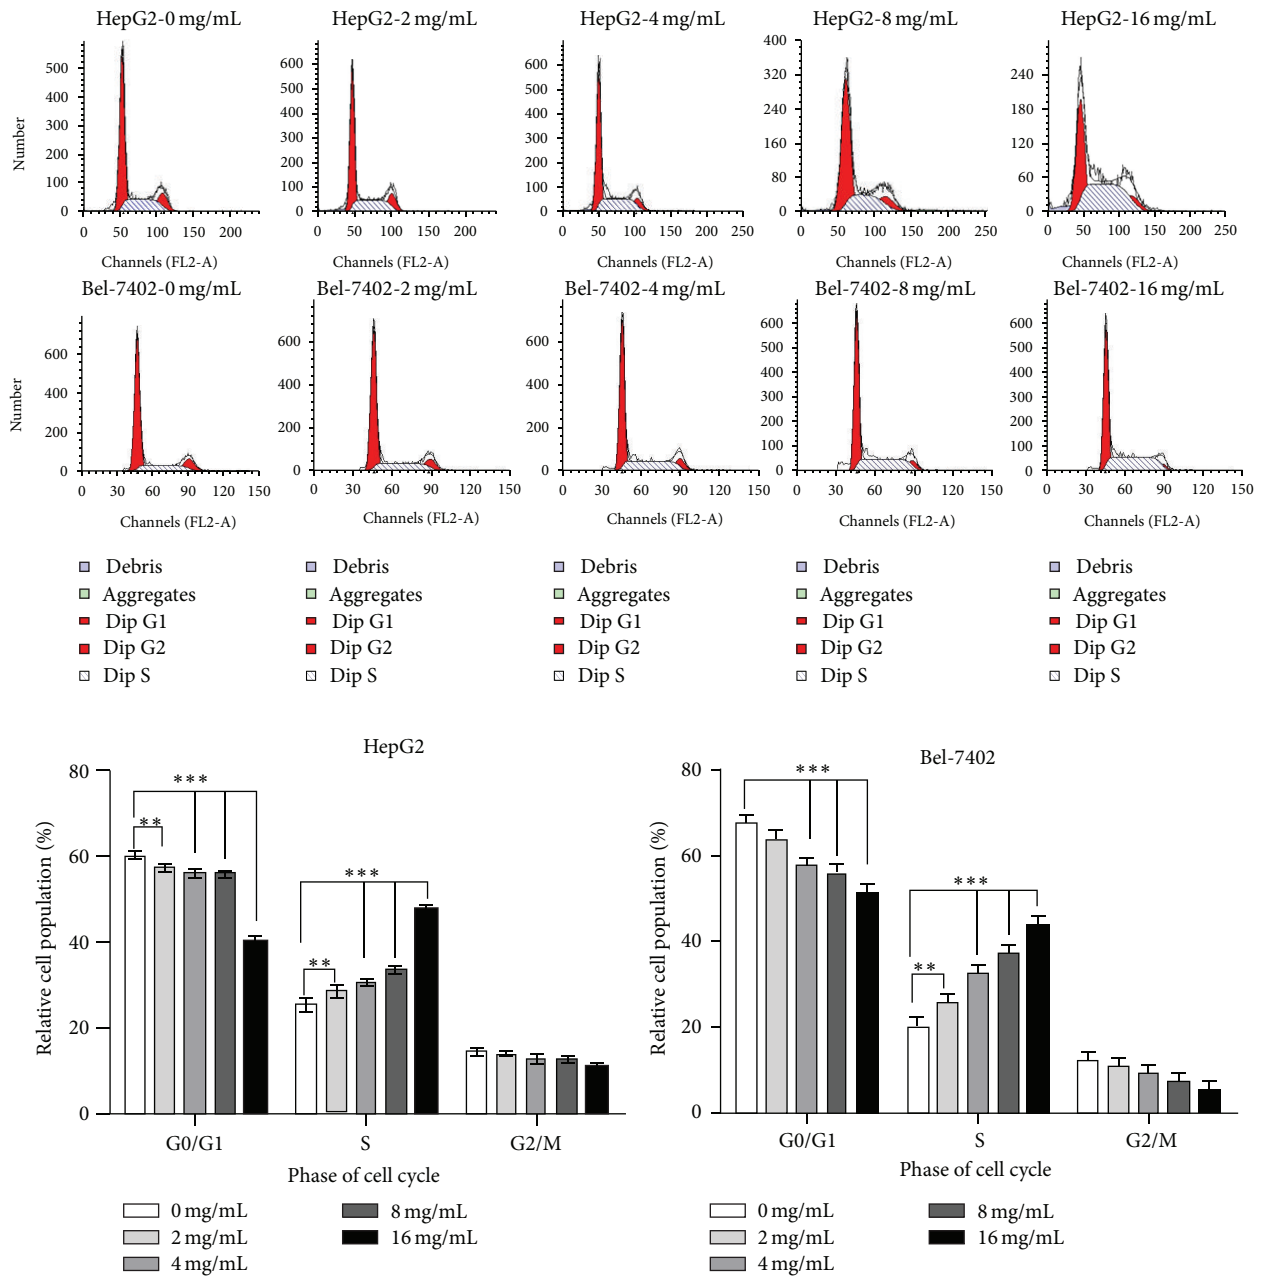 HepG2-0 mg/mL HepG2-2 mg/mL HepG2-4 mg/mL HepG2-8 mg/mL HepG2-16 mg/mL
Number
500
400
300
200
100
0
0 50 100 150 200
Channels (FL2-A)
600
500
400
300
200
100
0
0 50 100 150 200
Channels (FL2-A)
600
500
400
300
200
100
0
0 50 100 150 200 250
Channels (FL2-A)
400
320
240
160
80
0
0 50 100 150 200 250
Channels (FL2-A)
240
180
120
60
0
0 50 100 150 200 250
Channels (FL2-A)
Bel-7402-0 mg/mL Bel-7402-2 mg/mL Bel-7402-4 mg/mL Bel-7402-8 mg/mL Bel-7402-16 mg/mL
Number
600
400
200
0
0 30 60 90 120 150
Channels (FL2-A)
600
400
200
0
0 30 60 90 120 150
Channels (FL2-A)
600
400
200
0
0 30 60 90 120 150
Channels (FL2-A)
600
500
400
300
200
100
0
0 30 60 90 120 150
Channels (FL2-A)
600
500
400
300
200
100
0
0 30 60 90 120 150
Channels (FL2-A)
Debris Debris Debris Debris Debris
Aggregates Aggregates Aggregates Aggregates Aggregates
Dip G1 Dip G1 Dip G1 Dip G1 Dip G1
Dip G2 Dip G2 Dip G2 Dip G2 Dip G2
Dip S Dip S Dip S Dip S Dip S
HepG2
Relative cell population (%)
80
60
40
20
0
***
**
***
**
G0/G1 S G2/M
Phase of cell cycle
0 mg/mL
2 mg/mL
4 mg/mL
8 mg/mL
16 mg/mL
Bel-7402
Relative cell population (%)
80
60
40
20
0
***
***
**
G0/G1 S G2/M
Phase of cell cycle
0 mg/mL
2 mg/mL
4 mg/mL
8 mg/mL
16 mg/mL